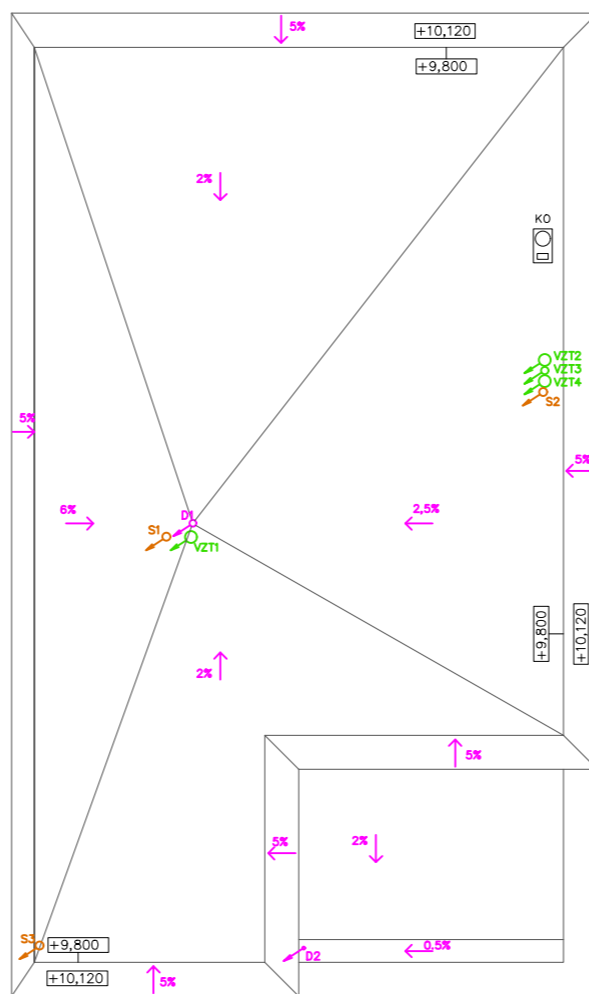 5%
+10,120
+9,800
2%
KO
VZT2
VZT3
VZT4
S2
5%
5%
6%
D1
2,5%
S1
VZT1
+9,800
+10,120
2%
5%
5%
2%
S3
+9,800
D2
0,5%
+10,120
5%